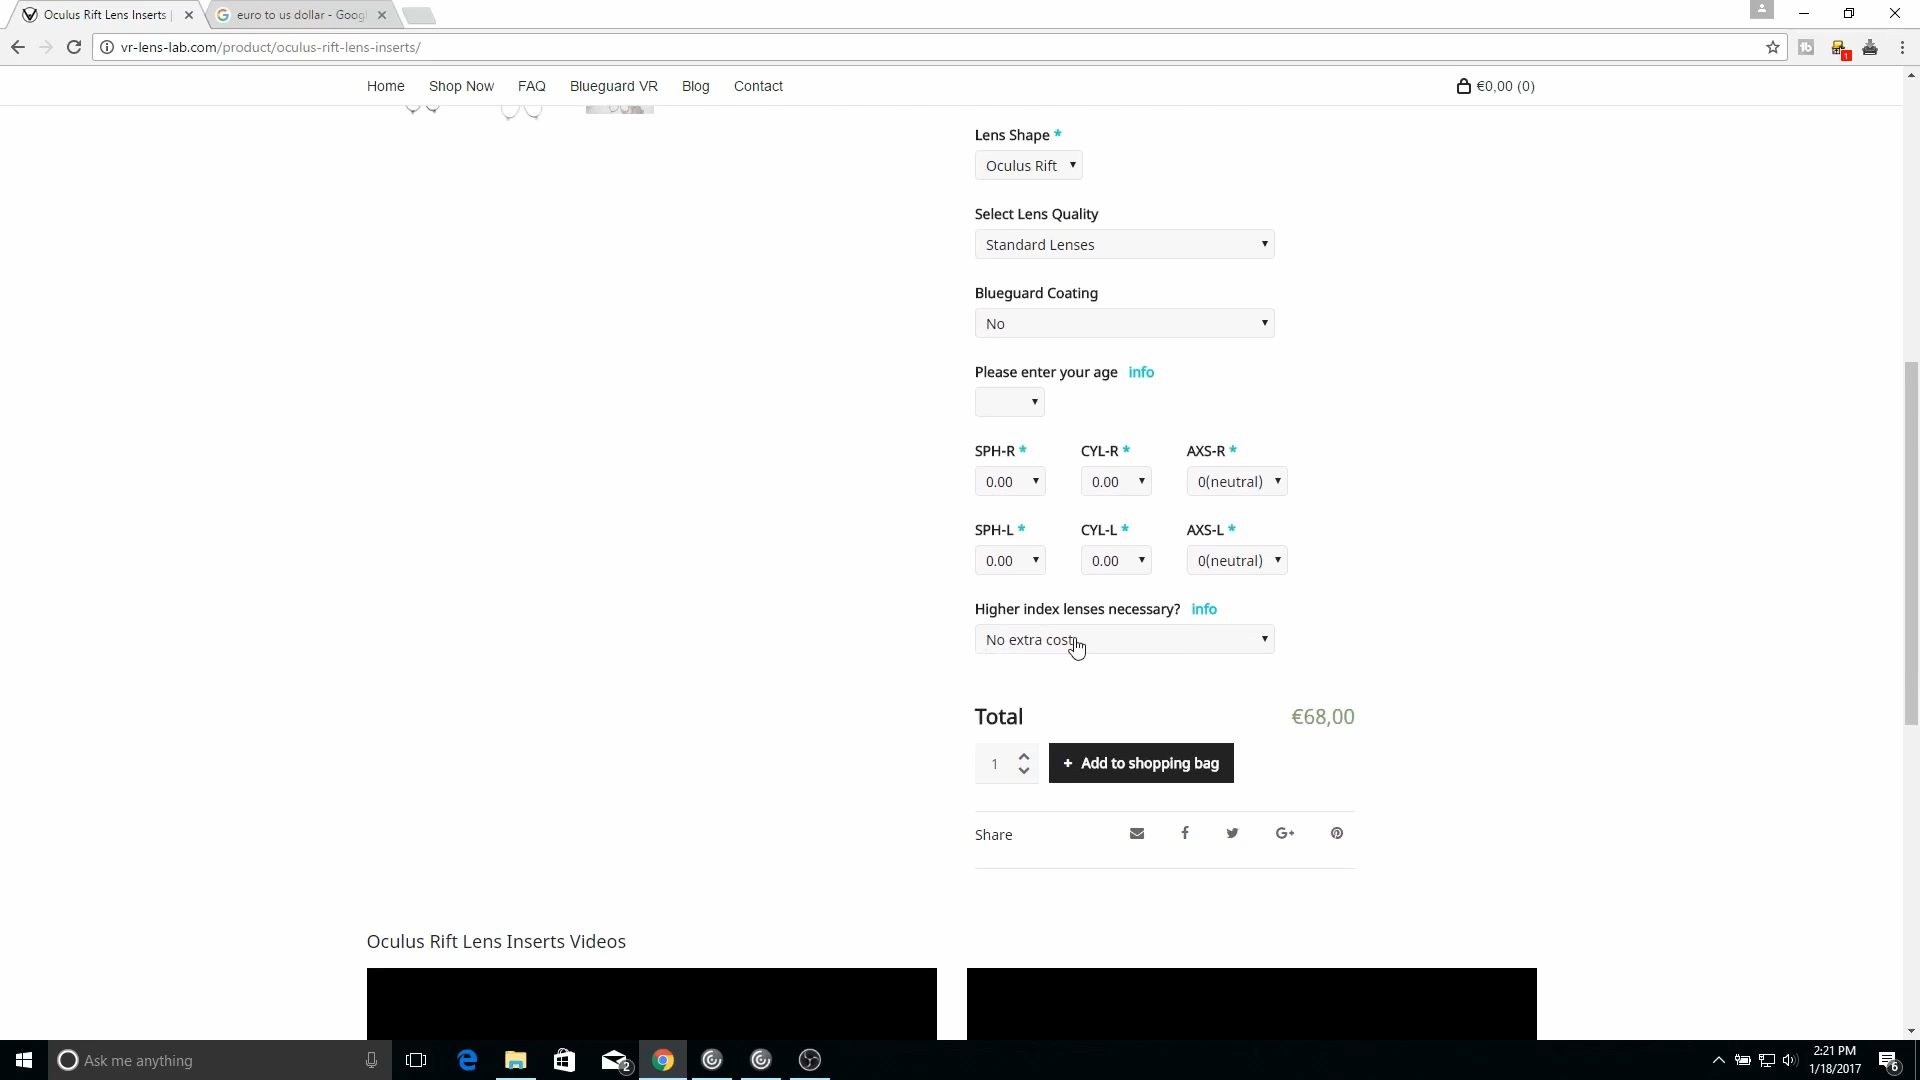 Oculus Rift Lens Inserts |
euro to us dollar - Googl
vr-lens-lab.com/product/oculus-rift-lens-inserts/
1
Home Shop Now FAQ Blueguard VR Blog Contact €0,00 (0)
Lens Shape *
Oculus Rift
Select Lens Quality
Standard Lenses
Blueguard Coating
No
Please enter your age info
SPH-R * CYL-R * AXS-R *
0.00 0.00 0(neutral)
SPH-L * CYL-L * AXS-L *
0.00 0.00 0(neutral)
Higher index lenses necessary? info
No extra cost
Total €68,00
1 + Add to shopping bag
Share
Oculus Rift Lens Inserts Videos
Ask me anything
2
2:21 PM
1/18/2017
6